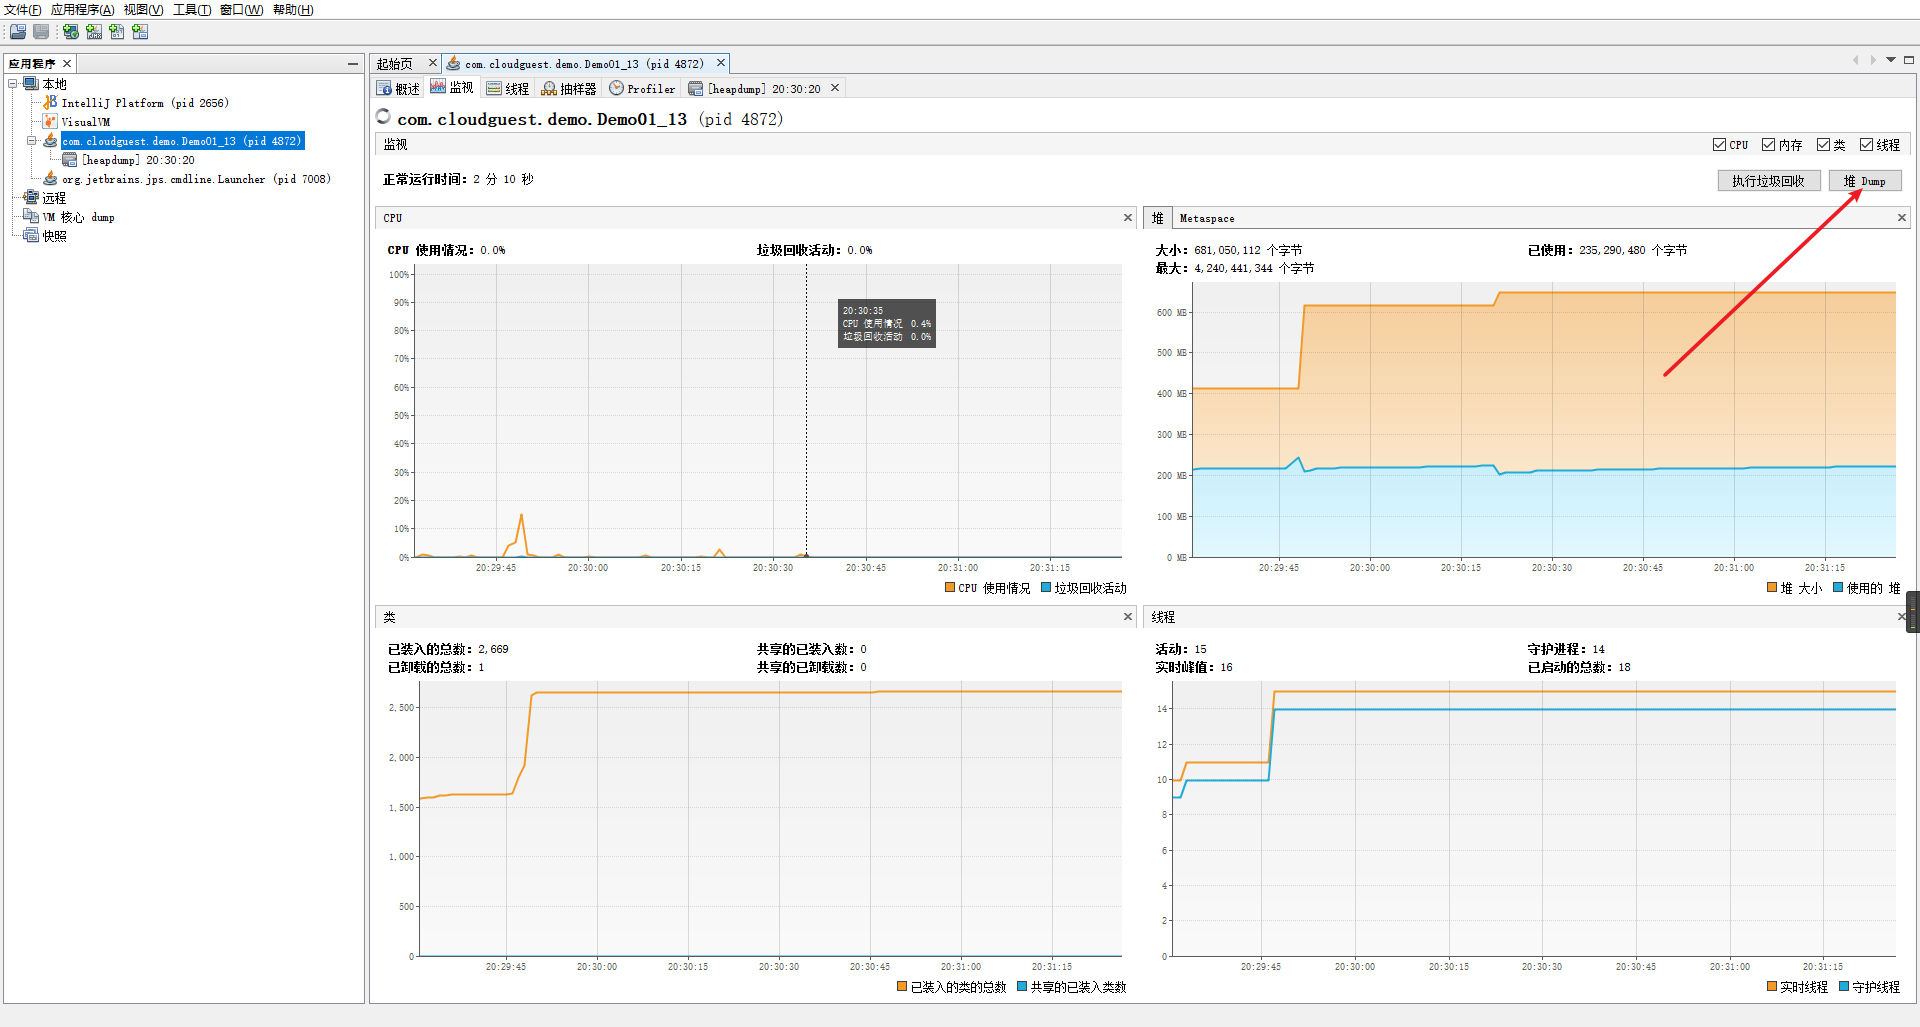 文件(F) 应用程序(A) 视图(V) 工具(T) 窗口(W) 帮助(H)
应用程序
本地
IntelliJ Platform (pid 2656)
VisualVM
com.cloudguest.demo.Demo01_13 (pid 4872)
[heapdump] 20:30:20
org.jetbrains.jps.cmdline.Launcher (pid 7008)
远程
VM 核心 dump
快照
起始页 com.cloudguest.demo.Demo01_13 (pid 4872)
概述 监视 线程 抽样器 Profiler [heapdump] 20:30:20
com.cloudguest.demo.Demo01_13 (pid 4872)
监视 CPU 内存 类 线程
正常运行时间: 2 分 10 秒 执行垃圾回收 堆 Dump
CPU
CPU 使用情况: 0.0% 垃圾回收活动: 0.0%
100%
90%
80%
70%
60%
50%
40%
30%
20%
10%
0%
20:30:35
CPU 使用情况 0.4%
垃圾回收活动 0.0%
20:29:45 20:30:00 20:30:15 20:30:30 20:30:45 20:31:00 20:31:15
CPU 使用情况 垃圾回收活动
堆 Metaspace
大小: 681,050,112 个字节 已使用: 235,290,480 个字节
最大: 4,240,441,344 个字节
600 MB
500 MB
400 MB
300 MB
200 MB
100 MB
0 MB
20:29:45 20:30:00 20:30:15 20:30:30 20:30:45 20:31:00 20:31:15
堆 大小 使用的 堆
类
已装入的总数: 2,669 共享的已装入数: 0
已卸载的总数: 1 共享的已卸载数: 0
2,500
2,000
1,500
1,000
500
0
20:29:45 20:30:00 20:30:15 20:30:30 20:30:45 20:31:00 20:31:15
已装入的类的总数 共享的已装入类数
线程
活动: 15 守护进程: 14
实时峰值: 16 已启动的总数: 18
14
12
10
8
6
4
2
0
20:29:45 20:30:00 20:30:15 20:30:30 20:30:45 20:31:00 20:31:15
实时线程 守护线程